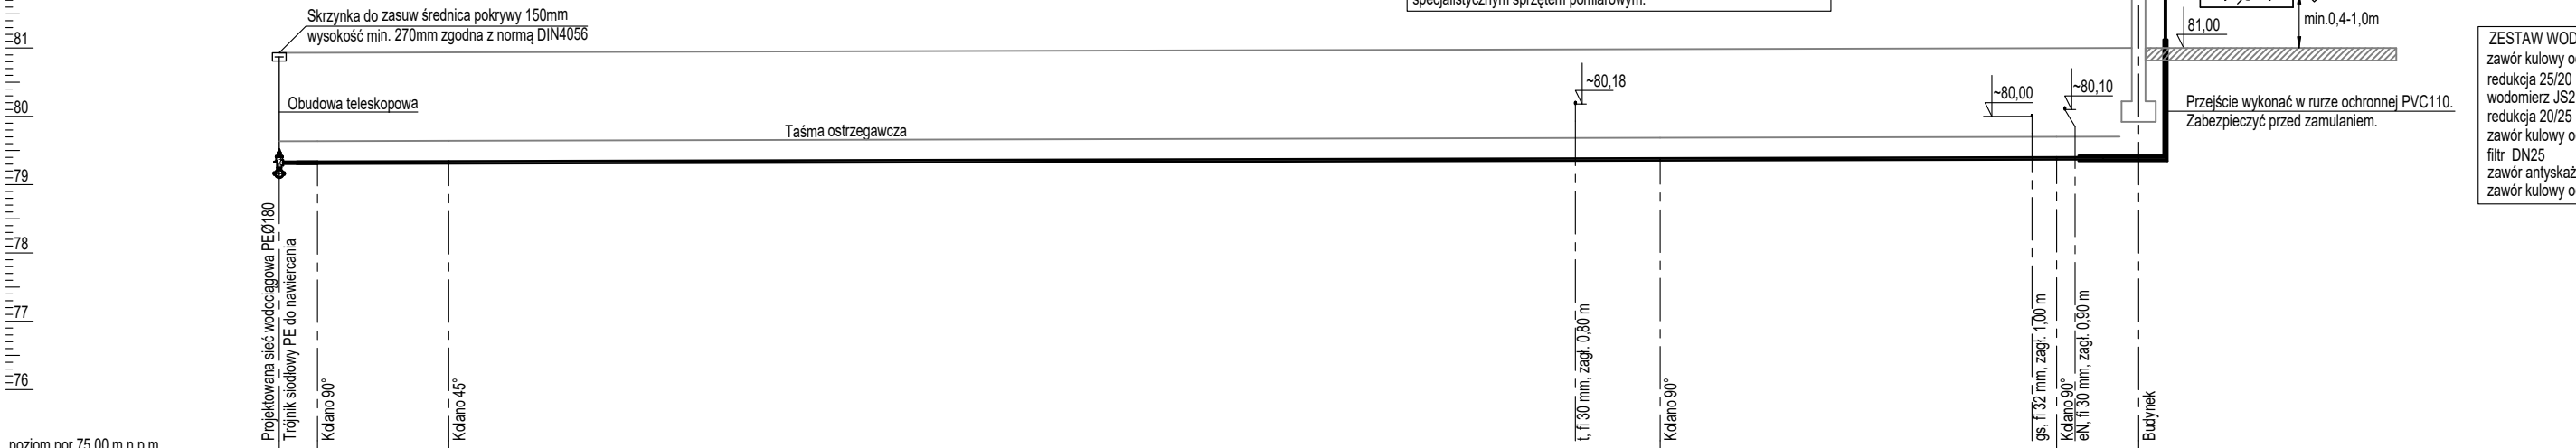 specjalistycznym sprzętem pomiarowym.
Skrzynka do zasuw średnica pokrywy 150mm
wysokość min. 270mm zgodna z normą DIN4056
81
80
79
78
77
76
Obudowa teleskopowa
Taśma ostrzegawcza
~80,18
~80,00
~80,10
81,00
min.0,4-1,0m
Przejście wykonać w rurze ochronnej PVC110.
Zabezpieczyć przed zamulaniem.
ZESTAW WOD
zawór kulowy o
redukcja 25/20
wodomierz JS2
redukcja 20/25
zawór kulowy o
filtr DN25
zawór antyskaż
zawór kulowy o
Projektowana sieć wodociągowa PEØ180
Trójnik siodłowy PE do nawiercania
Kolano 90°
Kolano 45°
t, fi 30 mm, zagł. 0,80 m
Kolano 90°
gs, fi 32 mm, zagł. 1,00 m
Kolano 90°
eN, fi 30 mm, zagł. 0,90 m
Budynek
poziom por 75,00 m n.p.m.